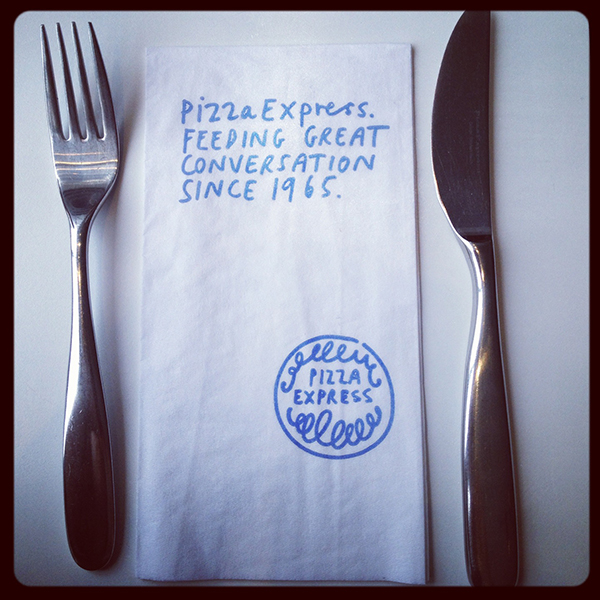 PizzaExpress.
FEEDING GREAT
CONVERSATION
SINCE 1965.
PIZZA
EXPRESS